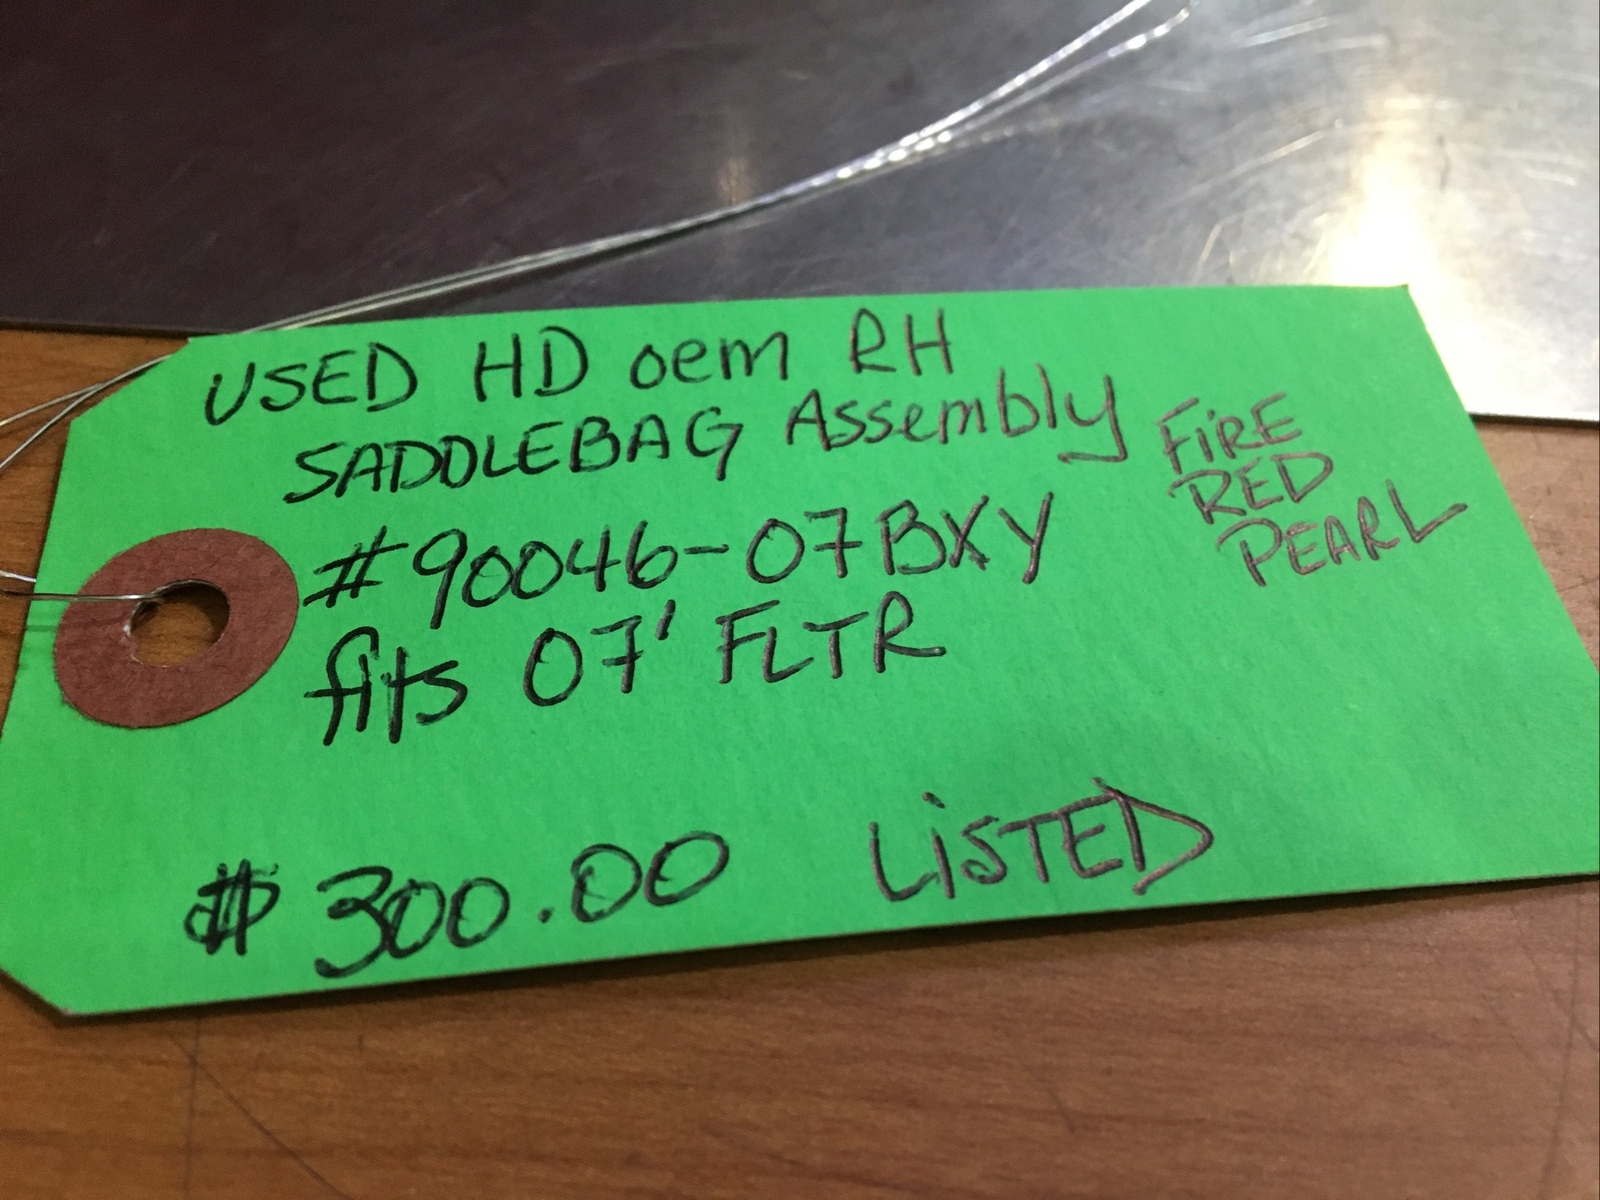 USED HD oem RH
SADDLEBAG Assembly
FiRE
RED
PEARL
#90046-07BXY
fits 07' FLTR
$300.00 LiSTED